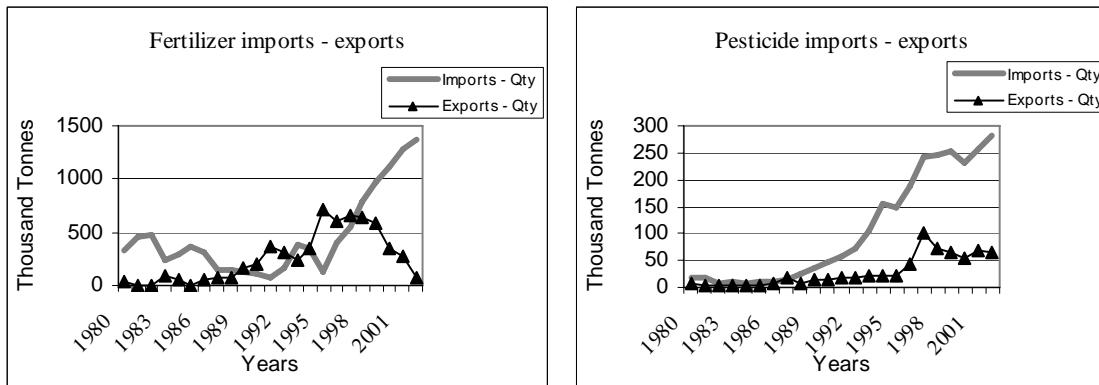 Fertilizer imports - exports
Imports - Qty
Exports - Qty
Thousand Tonnes
1500
1000
500
0
1980
1983
1986
1989
1992
1995
1998
2001
Years
Pesticide imports - exports
Imports - Qty
Exports - Qty
Thousand Tonnes
300
250
200
150
100
50
0
1980
1983
1986
1989
1992
1995
1998
2001
Years